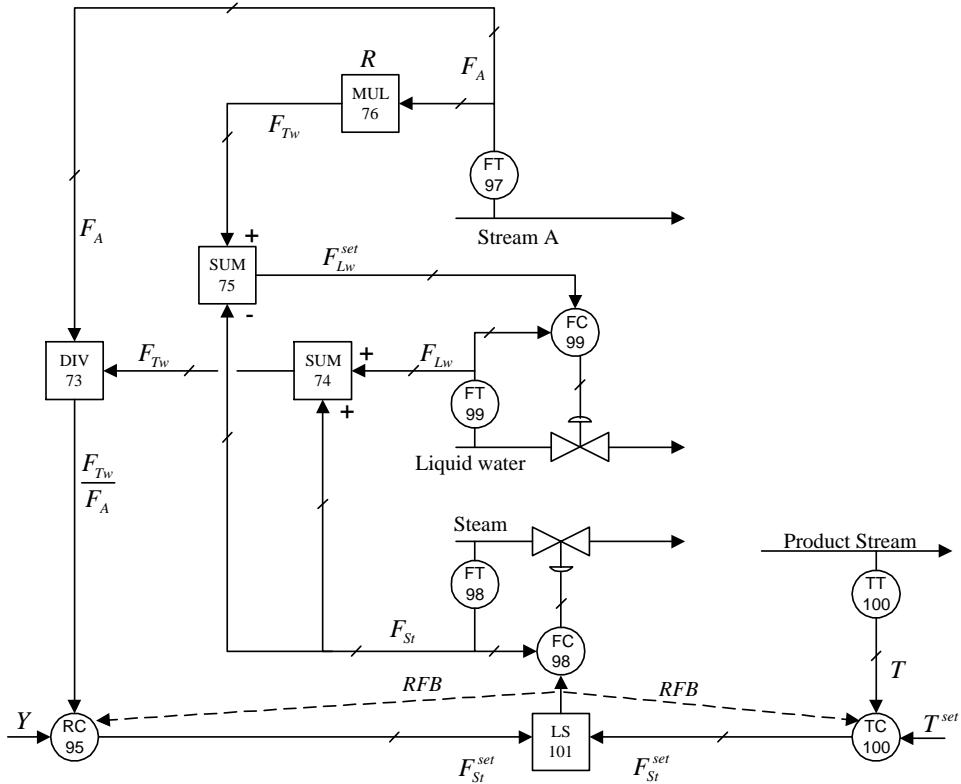 R
F_A
MUL
76
F_Tw
FT
97
F_A
Stream A
+
SUM
75
-
F_Lw^set
FC
99
DIV
73
F_Tw
SUM
74
+
+
F_Lw
FT
99
Liquid water
F_Tw
F_A
Steam
Product Stream
FT
98
TT
100
F_St
FC
98
T
RFB
RFB
Y
RC
95
LS
101
TC
100
T^set
F_St^set
F_St^set